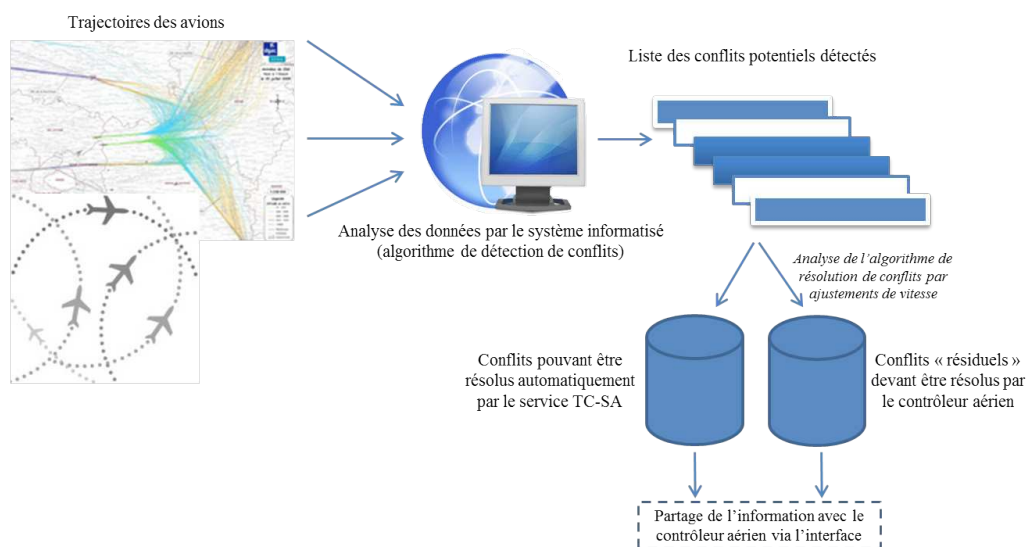 Trajectoires des avions
Liste des conflits potentiels détectés
Analyse des données par le système informatisé
(algorithme de détection de conflits)
Analyse de l'algorithme de
résolution de conflits par
ajustements de vitesse
Conflits pouvant être
résolus automatiquement
par le service TC-SA
Conflits « résiduels »
devant être résolus par
le contrôleur aérien
Partage de l'information avec le
contrôleur aérien via l'interface